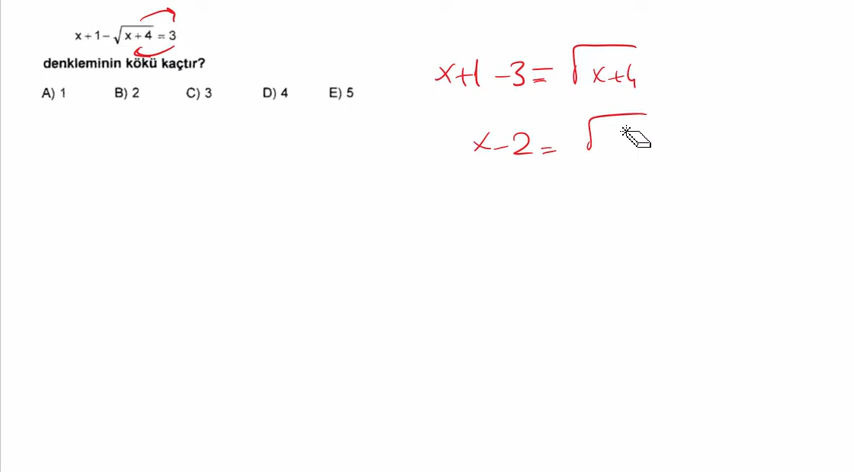 x + 1 − √x + 4 = 3
denkleminin kökü kaçtır?
A) 1 B) 2 C) 3 D) 4 E) 5
x+1 −3 = √x+4
x−2 = √